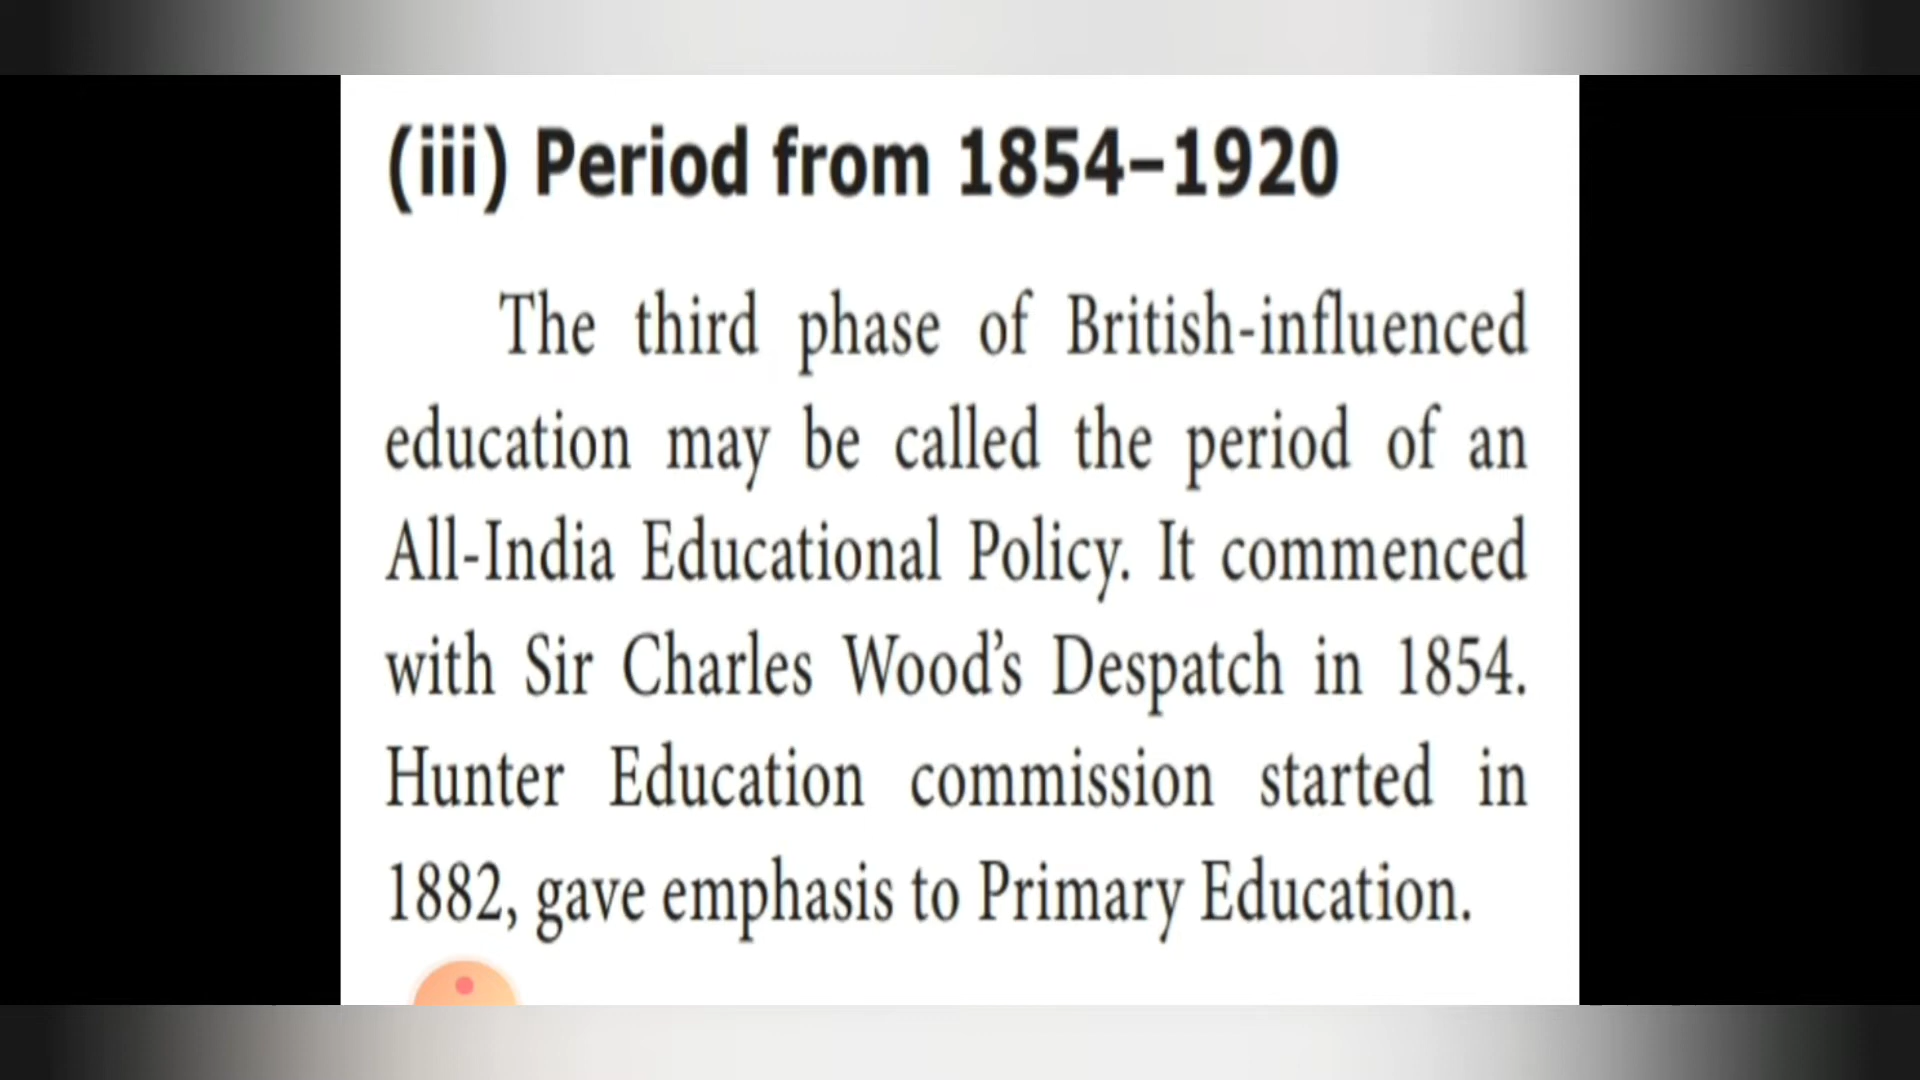 (iii) Period from 1854–1920
The third phase of British-influenced
education may be called the period of an
All-India Educational Policy. It commenced
with Sir Charles Wood’s Despatch in 1854.
Hunter Education commission started in
1882, gave emphasis to Primary Education.